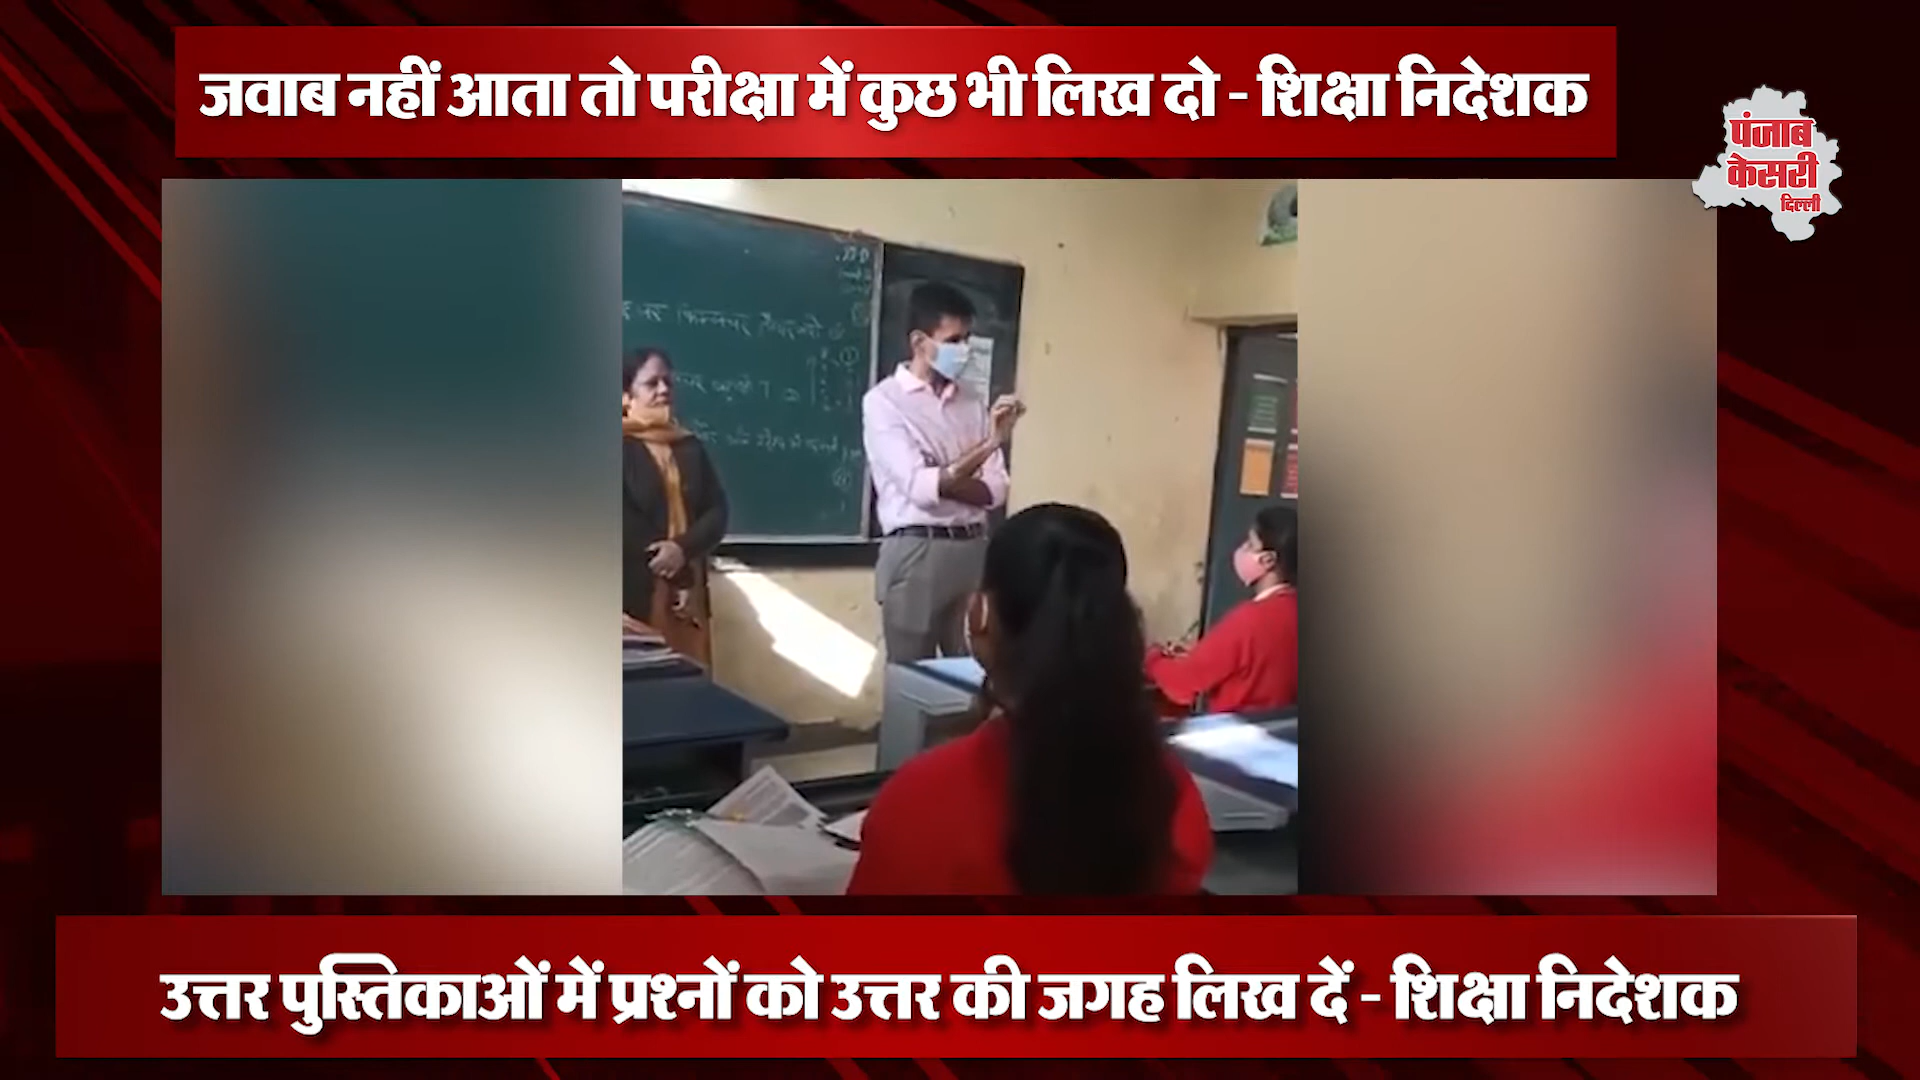 जवाब नहीं आता तो परीक्षा में कुछ भी लिख दो - शिक्षा निदेशक
पंजाब
केसरी
दिल्ली
उत्तर पुस्तिकाओं में प्रश्नों को उत्तर की जगह लिख दें - शिक्षा निदेशक